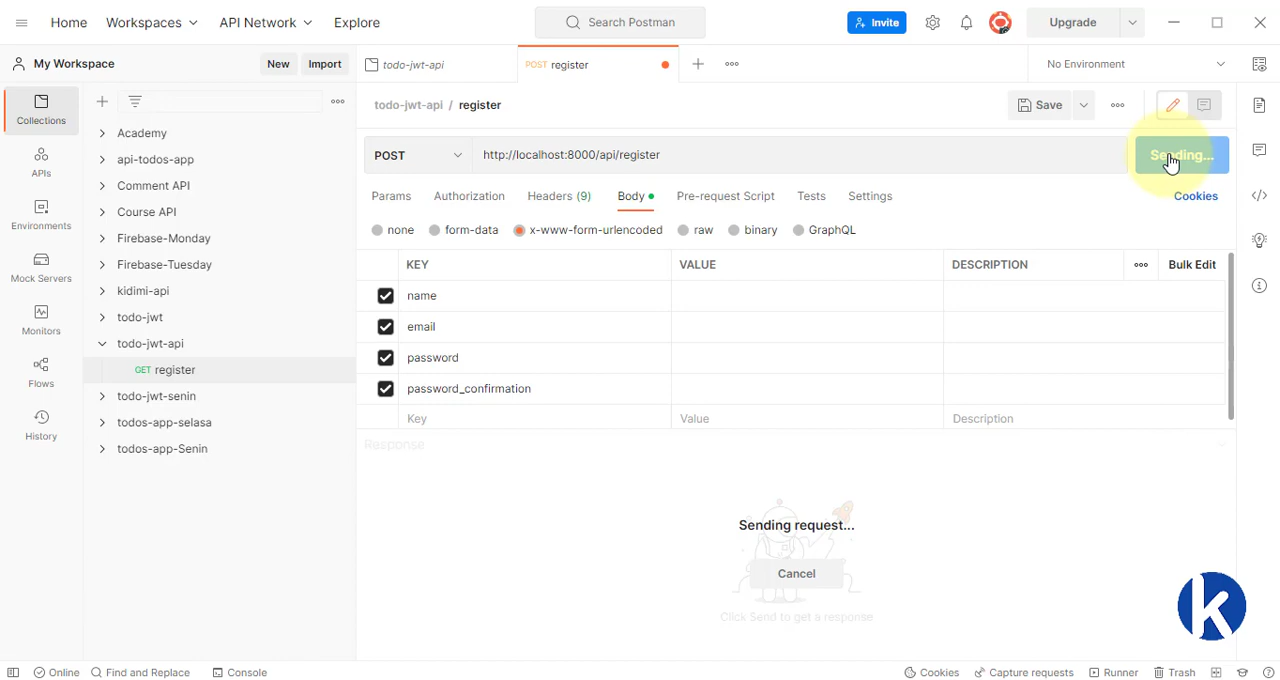 Home Workspaces API Network Explore Search Postman Invite Upgrade
My Workspace New Import todo-jwt-api POST register No Environment
Collections
APIs
Environments
Mock Servers
Monitors
Flows
History
Academy
api-todos-app
Comment API
Course API
Firebase-Monday
Firebase-Tuesday
kidimi-api
todo-jwt
todo-jwt-api
GET register
todo-jwt-senin
todos-app-selasa
todos-app-Senin
todo-jwt-api / register Save
POST http://localhost:8000/api/register Sending...
Params Authorization Headers (9) Body Pre-request Script Tests Settings Cookies
none form-data x-www-form-urlencoded raw binary GraphQL
KEY VALUE DESCRIPTION Bulk Edit
name
email
password
password_confirmation
Key Value Description
Response
Sending request...
Cancel
Click Send to get a response
k
Online Find and Replace Console Cookies Capture requests Runner Trash